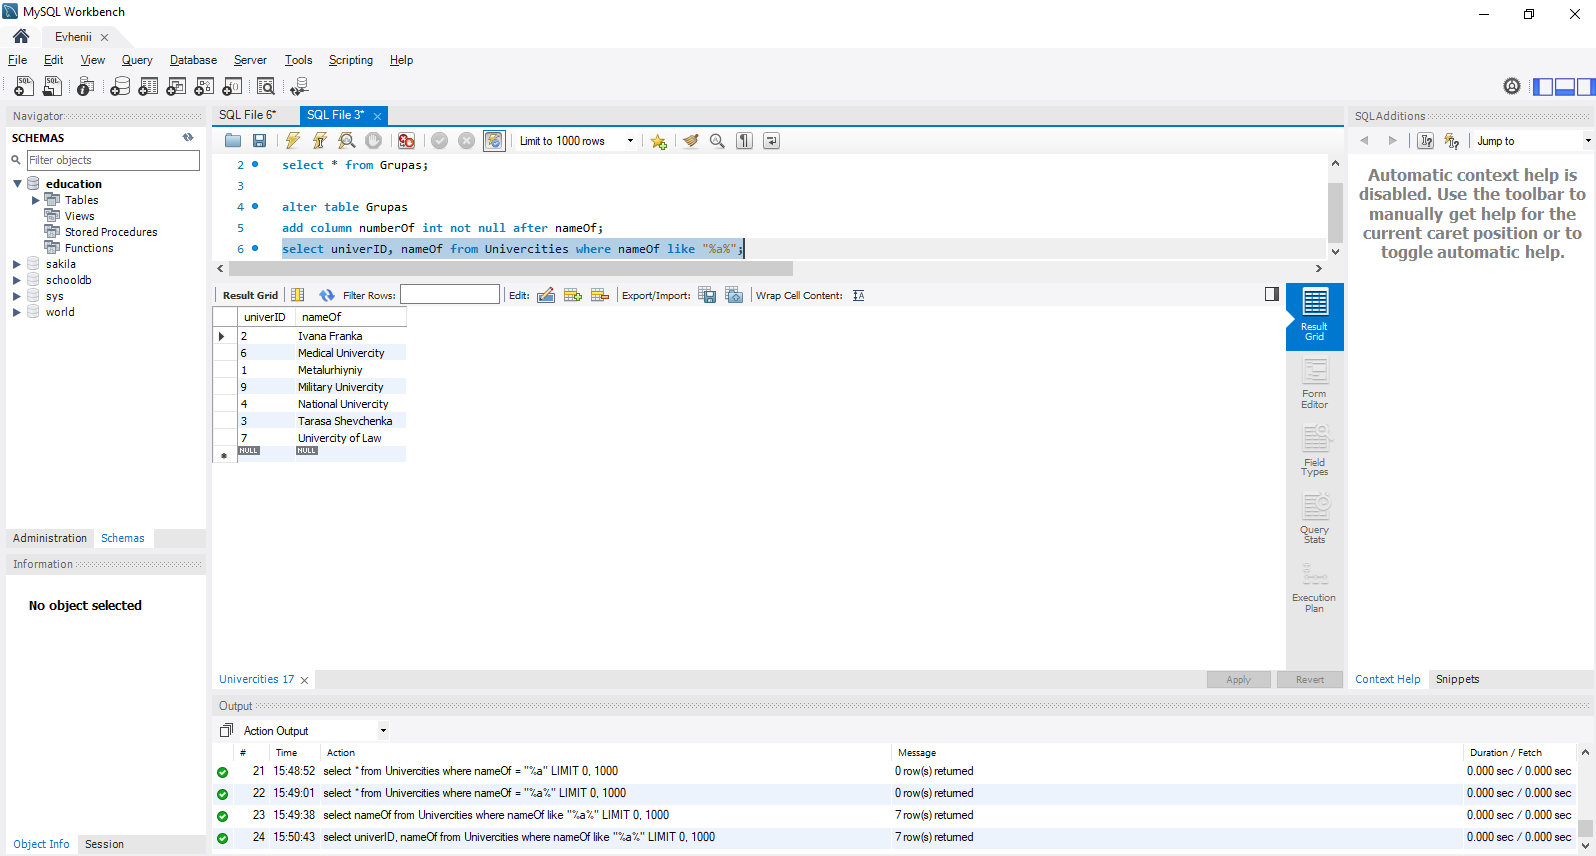 MySQL Workbench
Evhenii
File Edit View Query Database Server Tools Scripting Help
Navigator
SCHEMAS
Filter objects
education
Tables
Views
Stored Procedures
Functions
sakila
schooldb
sys
world
Administration Schemas
Information
No object selected
Object Info Session
SQL File 6* SQL File 3*
Limit to 1000 rows
2 select * from Grupas;
3
4 alter table Grupas
5 add column numberOf int not null after nameOf;
6 select univerID, nameOf from Univercities where nameOf like "%a%";
Result Grid Filter Rows: Edit: Export/Import: Wrap Cell Content:
univerID nameOf
2 Ivana Franka
6 Medical Univercity
1 Metalurhiyniy
9 Military Univercity
4 National Univercity
3 Tarasa Shevchenka
7 Univercity of Law
NULL NULL
Result Grid
Form Editor
Field Types
Query Stats
Execution Plan
Univercities 17 Apply Revert
SQLAdditions
Jump to
Automatic context help is
disabled. Use the toolbar to
manually get help for the
current caret position or to
toggle automatic help.
Context Help Snippets
Output
Action Output
# Time Action Message Duration / Fetch
21 15:48:52 select * from Univercities where nameOf = "%a" LIMIT 0, 1000 0 row(s) returned 0.000 sec / 0.000 sec
22 15:49:01 select * from Univercities where nameOf = "%a%" LIMIT 0, 1000 0 row(s) returned 0.000 sec / 0.000 sec
23 15:49:38 select nameOf from Univercities where nameOf like "%a%" LIMIT 0, 1000 7 row(s) returned 0.000 sec / 0.000 sec
24 15:50:43 select univerID, nameOf from Univercities where nameOf like "%a%" LIMIT 0, 1000 7 row(s) returned 0.000 sec / 0.000 sec